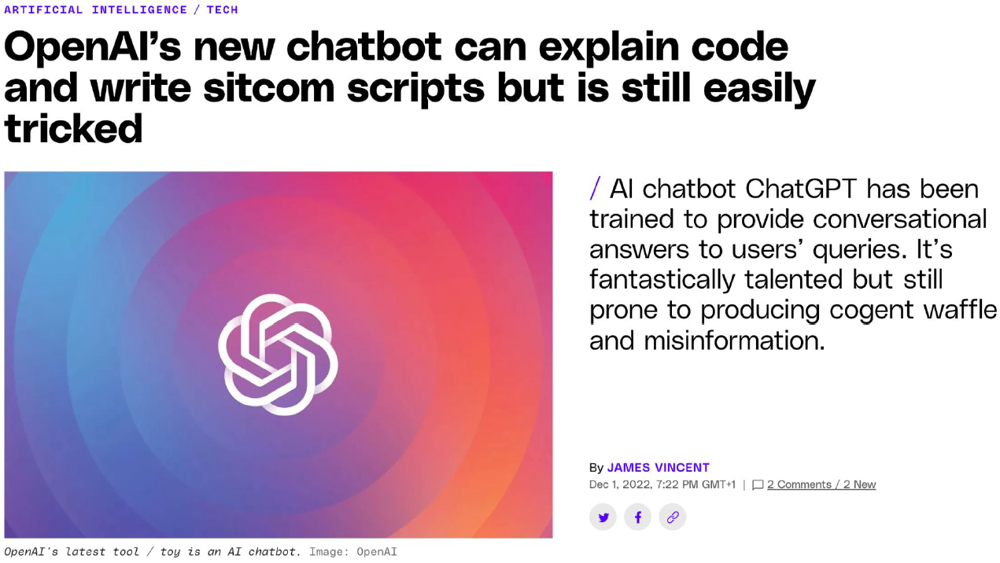 ARTIFICIAL INTELLIGENCE / TECH
OpenAI’s new chatbot can explain code
and write sitcom scripts but is still easily
tricked
/ AI chatbot ChatGPT has been
trained to provide conversational
answers to users’ queries. It’s
fantastically talented but still
prone to producing cogent waffle
and misinformation.
By JAMES VINCENT
Dec 1, 2022, 7:22 PM GMT+1 | 2 Comments / 2 New
OpenAI's latest tool / toy is an AI chatbot. Image: OpenAI